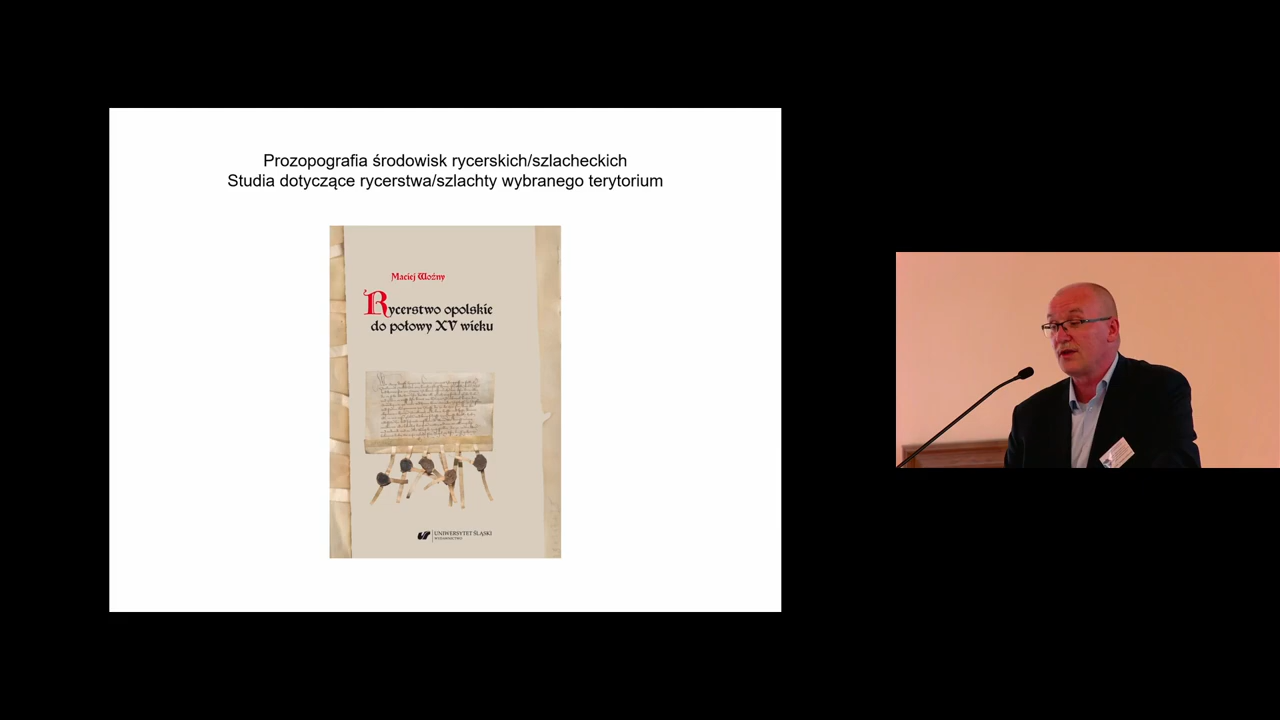 Prozopografia środowisk rycerskich/szlacheckich
Studia dotyczące rycerstwa/szlachty wybranego terytorium
Maciej Woźny
Rycerstwo opolskie
do połowy XV wieku
UNIWERSYTET ŚLĄSKI
WYDAWNICTWO